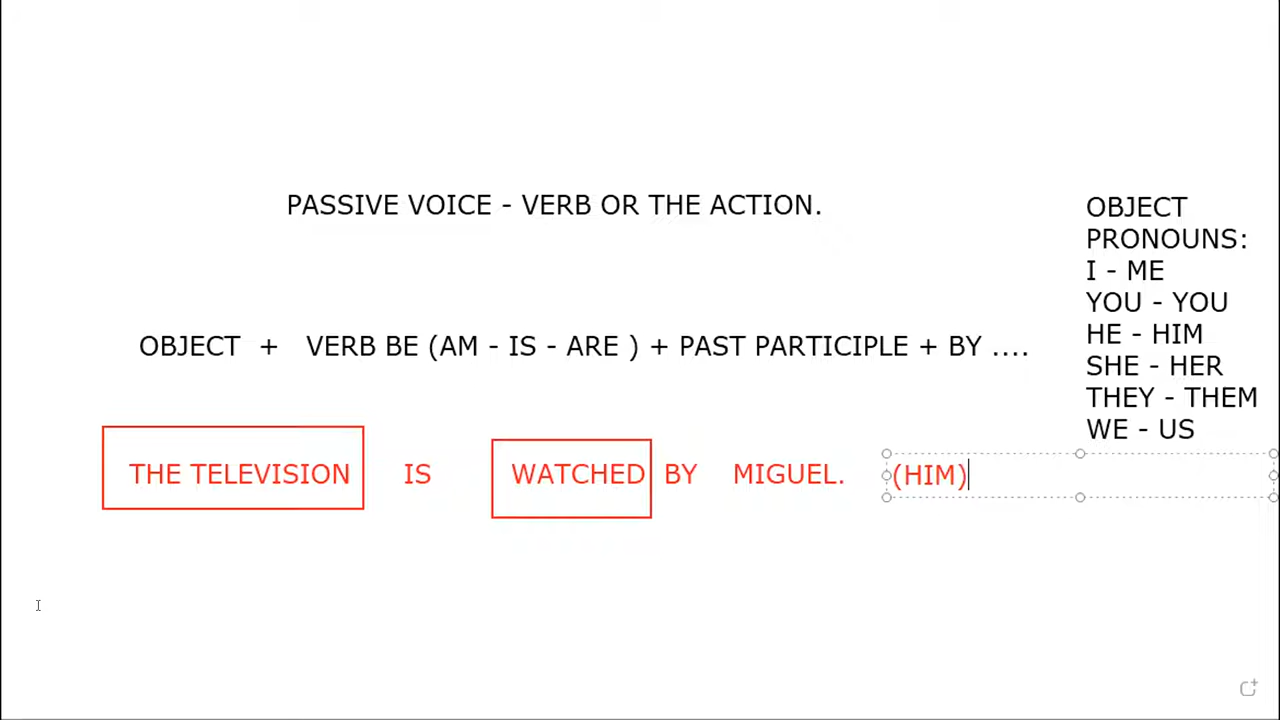 PASSIVE VOICE - VERB OR THE ACTION.
OBJECT + VERB BE (AM - IS - ARE ) + PAST PARTICIPLE + BY ....
THE TELEVISION IS WATCHED BY MIGUEL. (HIM)
OBJECT
PRONOUNS:
I - ME
YOU - YOU
HE - HIM
SHE - HER
THEY - THEM
WE - US